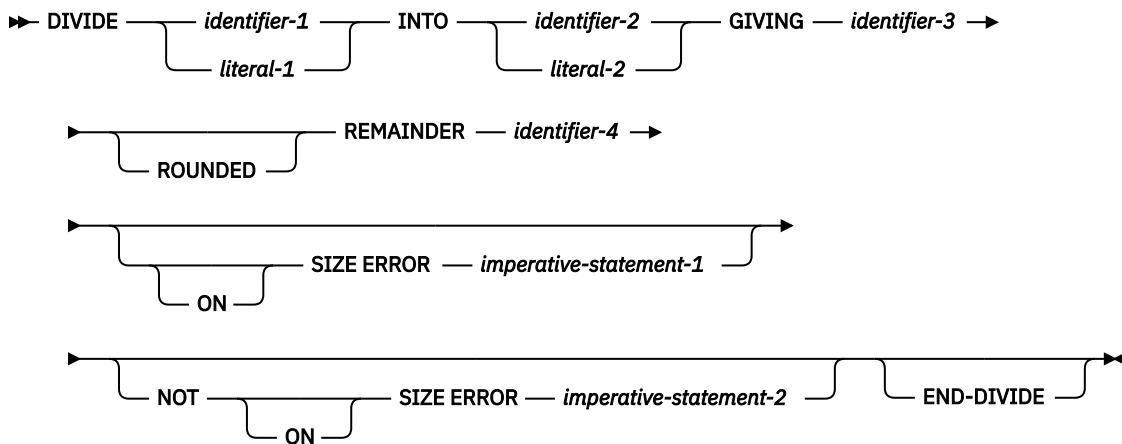 DIVIDE identifier-1 INTO identifier-2 GIVING identifier-3
literal-1 literal-2
REMAINDER identifier-4
ROUNDED
SIZE ERROR imperative-statement-1
ON
NOT SIZE ERROR imperative-statement-2 END-DIVIDE
ON